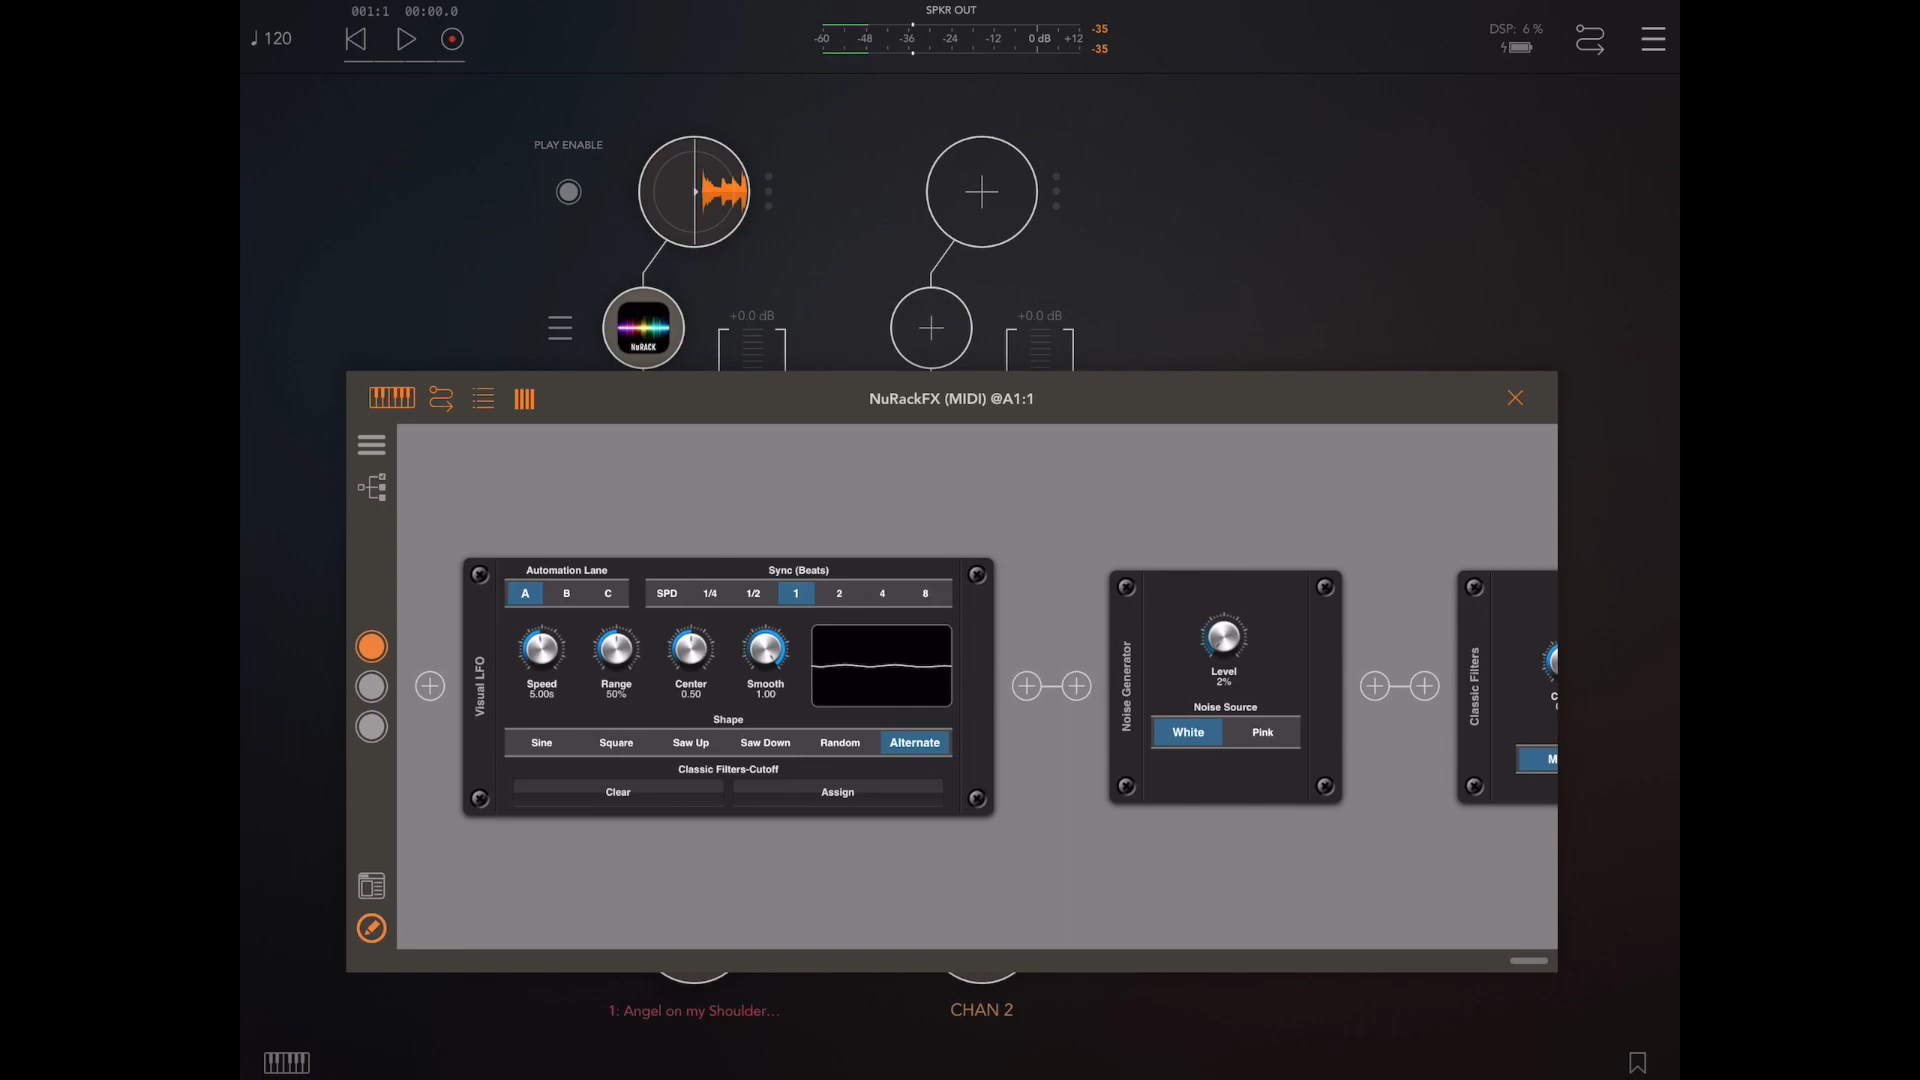 001:1 00:00.0
♩ 120
SPKR OUT
-60 -48 -36 -24 -12 0 dB +12
-35
-35
DSP: 6 %
PLAY ENABLE
NuRACK
+0.0 dB
+0.0 dB
NuRackFX (MIDI) @A1:1
Visual LFO
Automation Lane
A B C
Sync (Beats)
SPD 1/4 1/2 1 2 4 8
Speed
5.00s
Range
50%
Center
0.50
Smooth
1.00
Shape
Sine Square Saw Up Saw Down Random Alternate
Classic Filters-Cutoff
Clear Assign
Noise Generator
Level
2%
Noise Source
White Pink
Classic Filters
1: Angel on my Shoulder...
CHAN 2